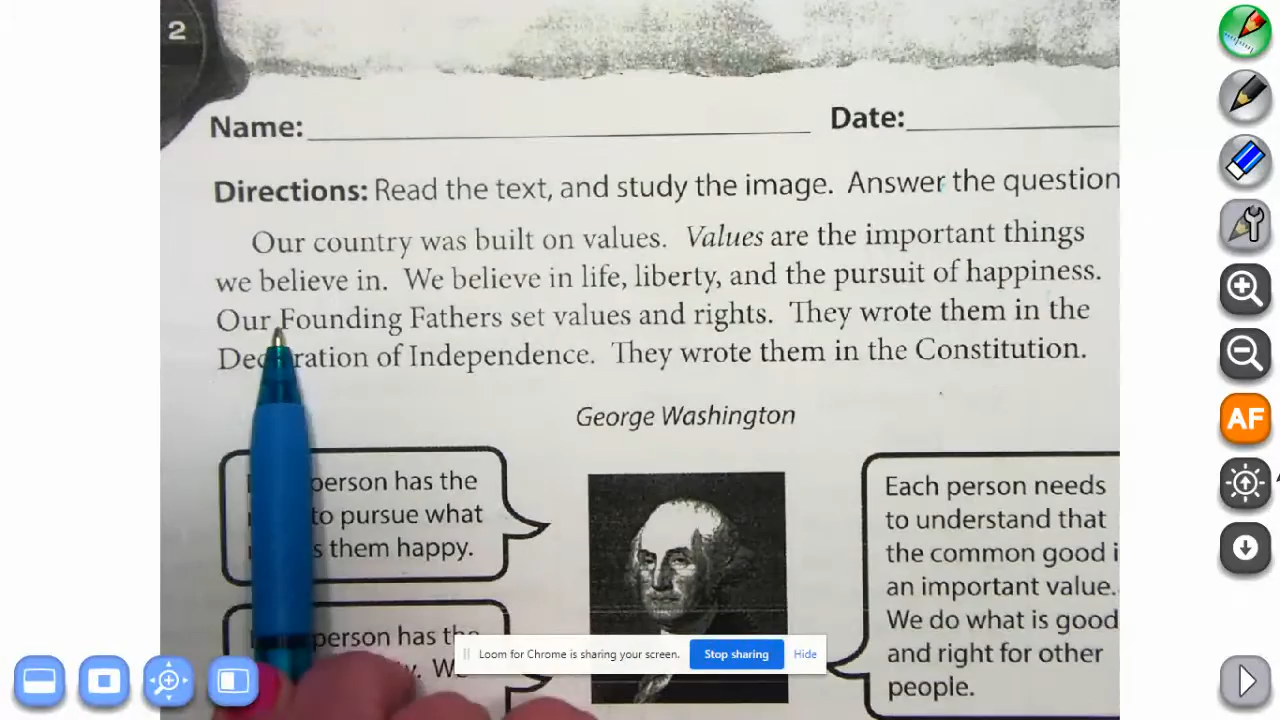 2
Name: Date:
Directions: Read the text, and study the image. Answer the question
Our country was built on values. Values are the important things
we believe in. We believe in life, liberty, and the pursuit of happiness.
Our Founding Fathers set values and rights. They wrote them in the
of Independence. They wrote them in the Constitution.
George Washington
person has the
to pursue what
them happy.
person has the
We
Each person needs
to understand that
the common good
an important value.
We do what is good
and right for other
people.
Loom for Chrome is sharing your screen. Stop sharing Hide
AF